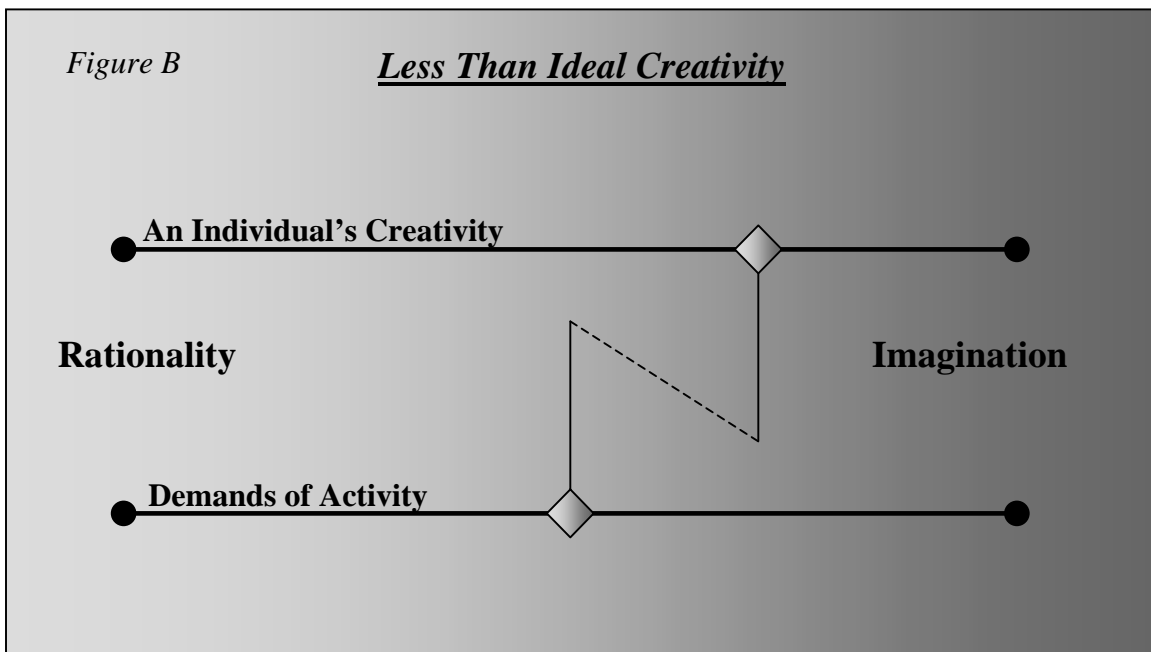 Figure B
Less Than Ideal Creativity
An Individual’s Creativity
Rationality
Imagination
Demands of Activity